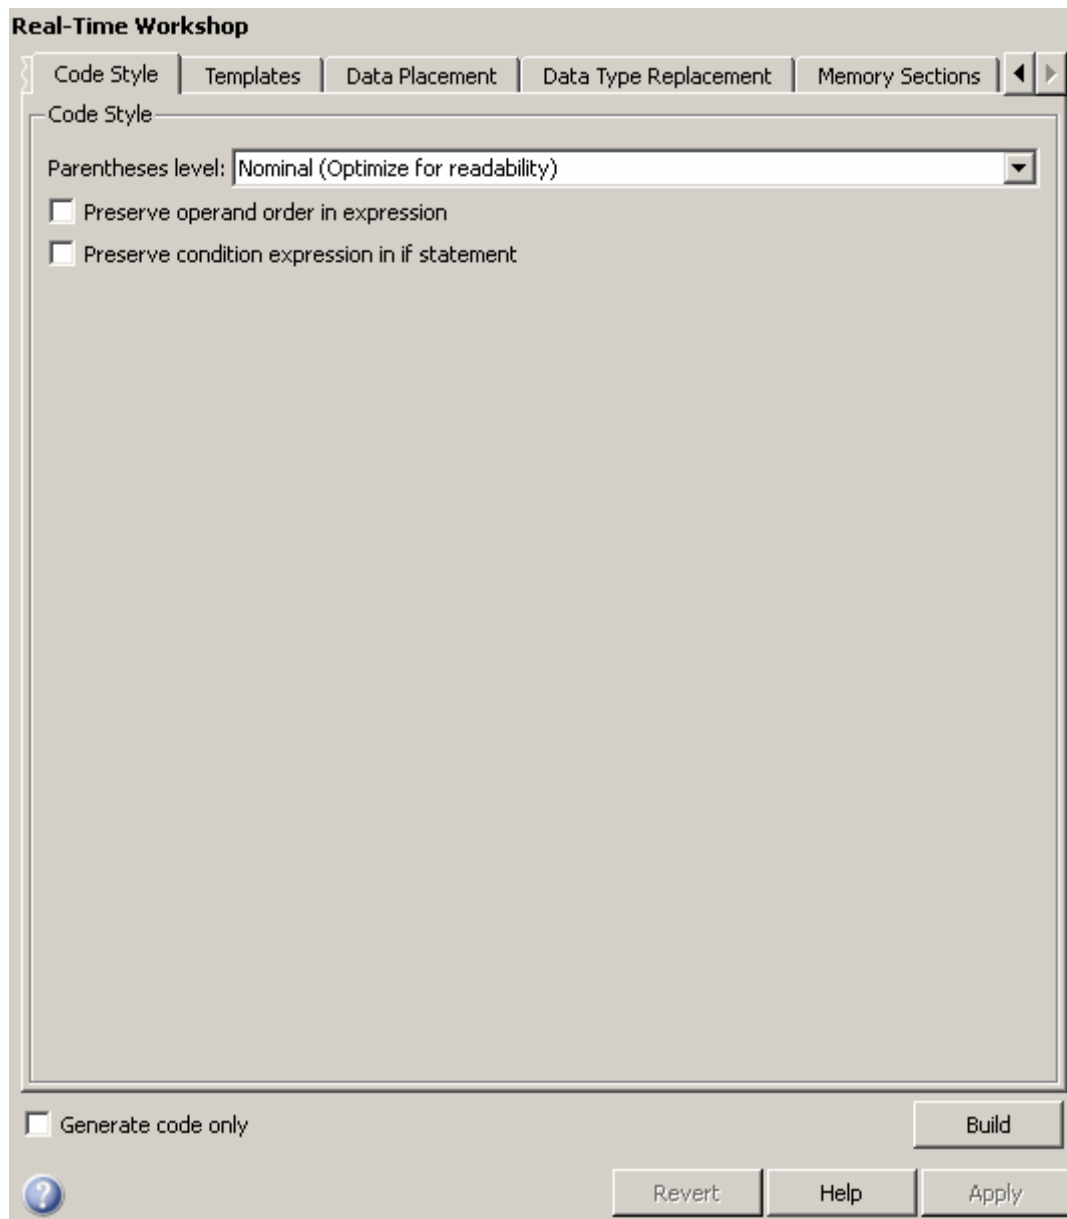 Real-Time Workshop
Code Style Templates Data Placement Data Type Replacement Memory Sections
Code Style
Parentheses level: Nominal (Optimize for readability)
Preserve operand order in expression
Preserve condition expression in if statement
Generate code only Build
? Revert Help Apply